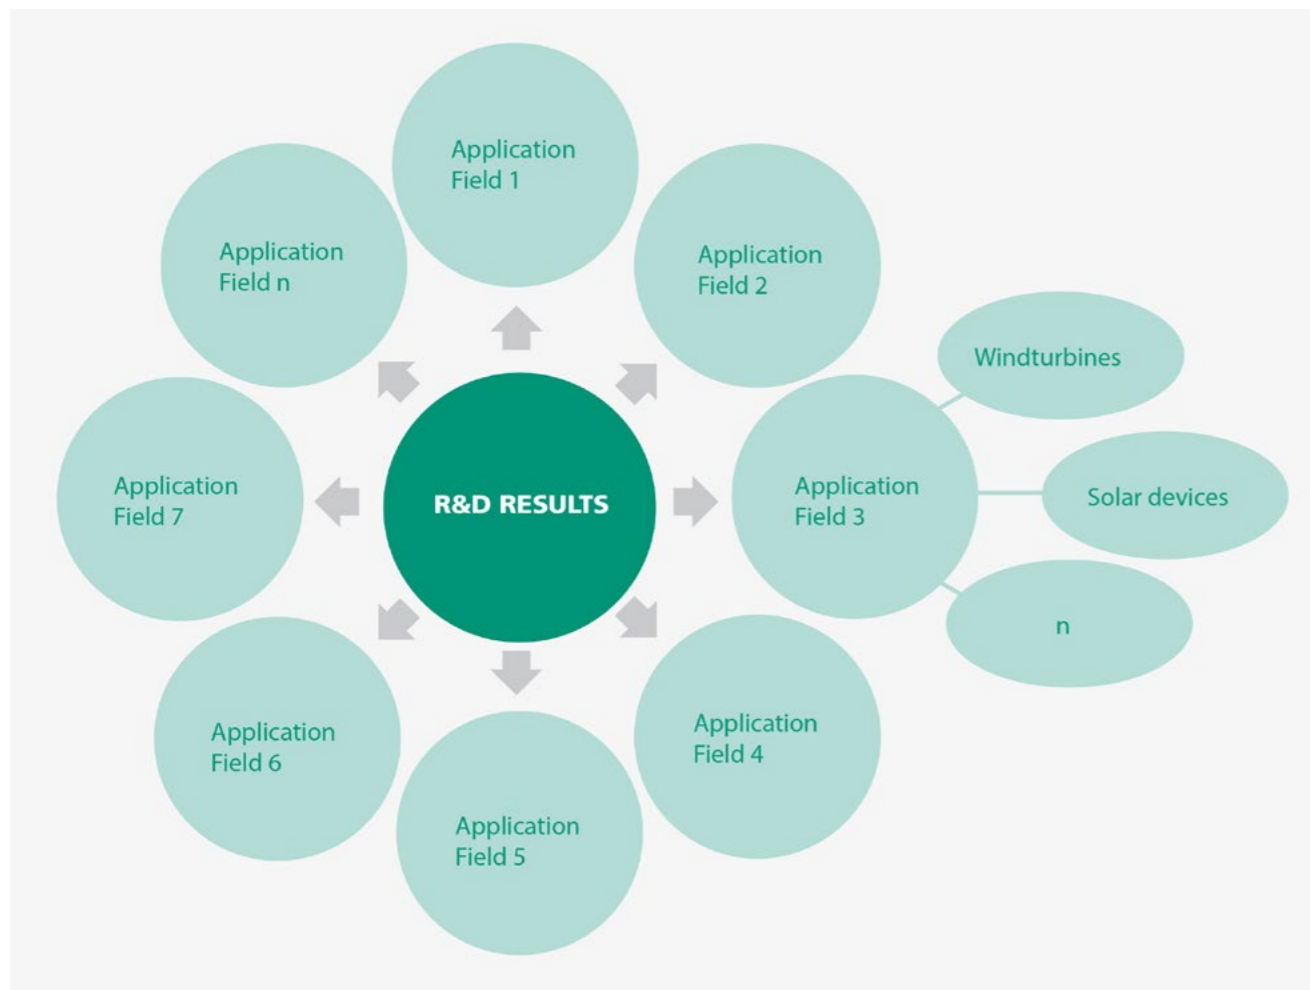 Application
Field 1
Application
Field n
Application
Field 2
Windturbines
Application
Field 7
R&D RESULTS
Application
Field 3
Solar devices
n
Application
Field 6
Application
Field 4
Application
Field 5